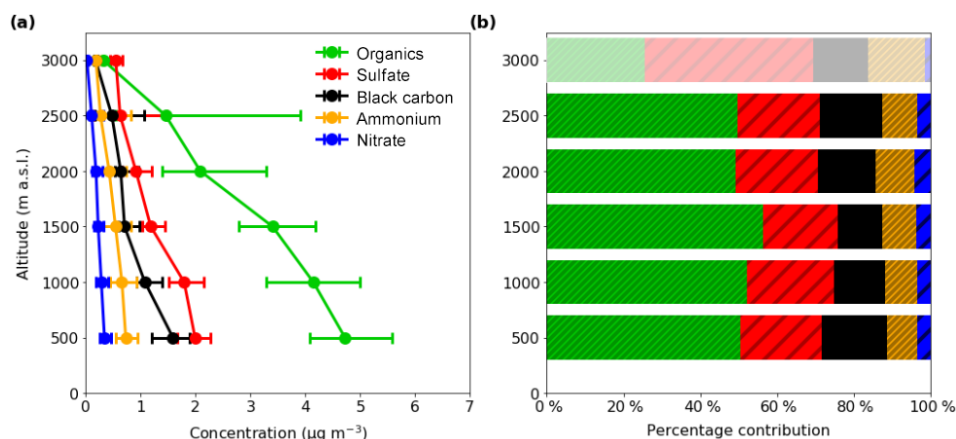 (a)
Altitude (m a.s.l.)
3000
2500
2000
1500
1000
500
0
Organics
Sulfate
Black carbon
Ammonium
Nitrate
0 1 2 3 4 5 6 7
Concentration (μg m⁻³)
(b)
3000
2500
2000
1500
1000
500
0
0 % 20 % 40 % 60 % 80 % 100 %
Percentage contribution